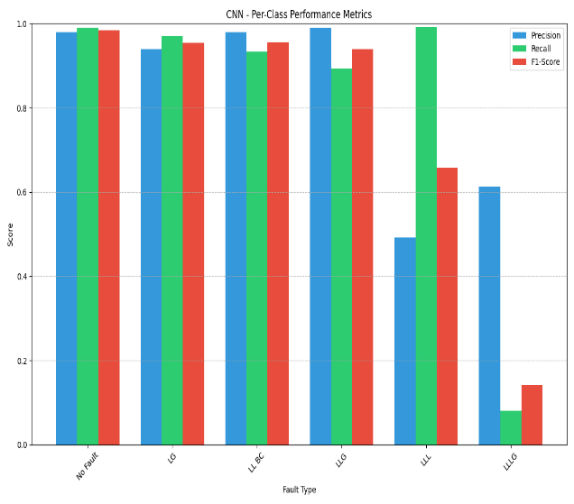 CNN - Per-Class Performance Metrics
Precision
Recall
F1-Score
1.0
0.8
0.6
0.4
0.2
0.0
Score
No Fault
LG
LL BC
LLG
LLL
LLLG
Fault Type